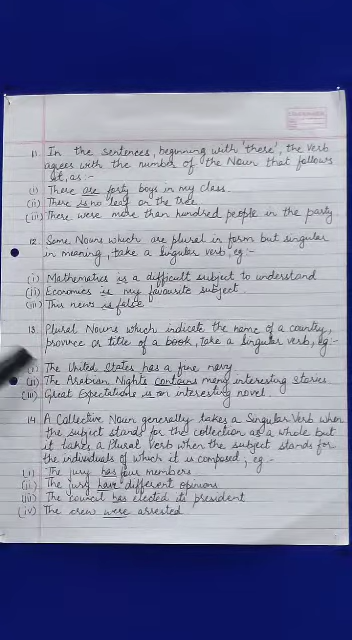 11. In the sentences, beginning with 'there', the verb
agrees with the number of the Noun that follows
it, as :-
(i) There are forty boys in my class.
(ii) There is no leaf on the tree.
(iii) There were more than hundred people in the party.
12. Some Nouns which are plural in form but singular
in meaning, take a singular verb, eg :-
(i) Mathematics is a difficult subject to understand
(ii) Economics is my favourite subject.
(iii) This news is false.
13. Plural Nouns which indicate the name of a country,
province or title of a book, take a singular verb, eg :-
(i) The United States has a fine navy.
(ii) The Arabian Nights contains many interesting stories.
(iii) Great Expectations is an interesting novel.
14. A Collective Noun generally takes a Singular Verb when
the subject stands for the collection as a whole but
it takes a Plural Verb when the subject stands for
the individuals of which it is composed, eg :-
(i) The jury has four members
(ii) The jury have different opinions
(iii) The council has elected its president
(iv) The crew were arrested